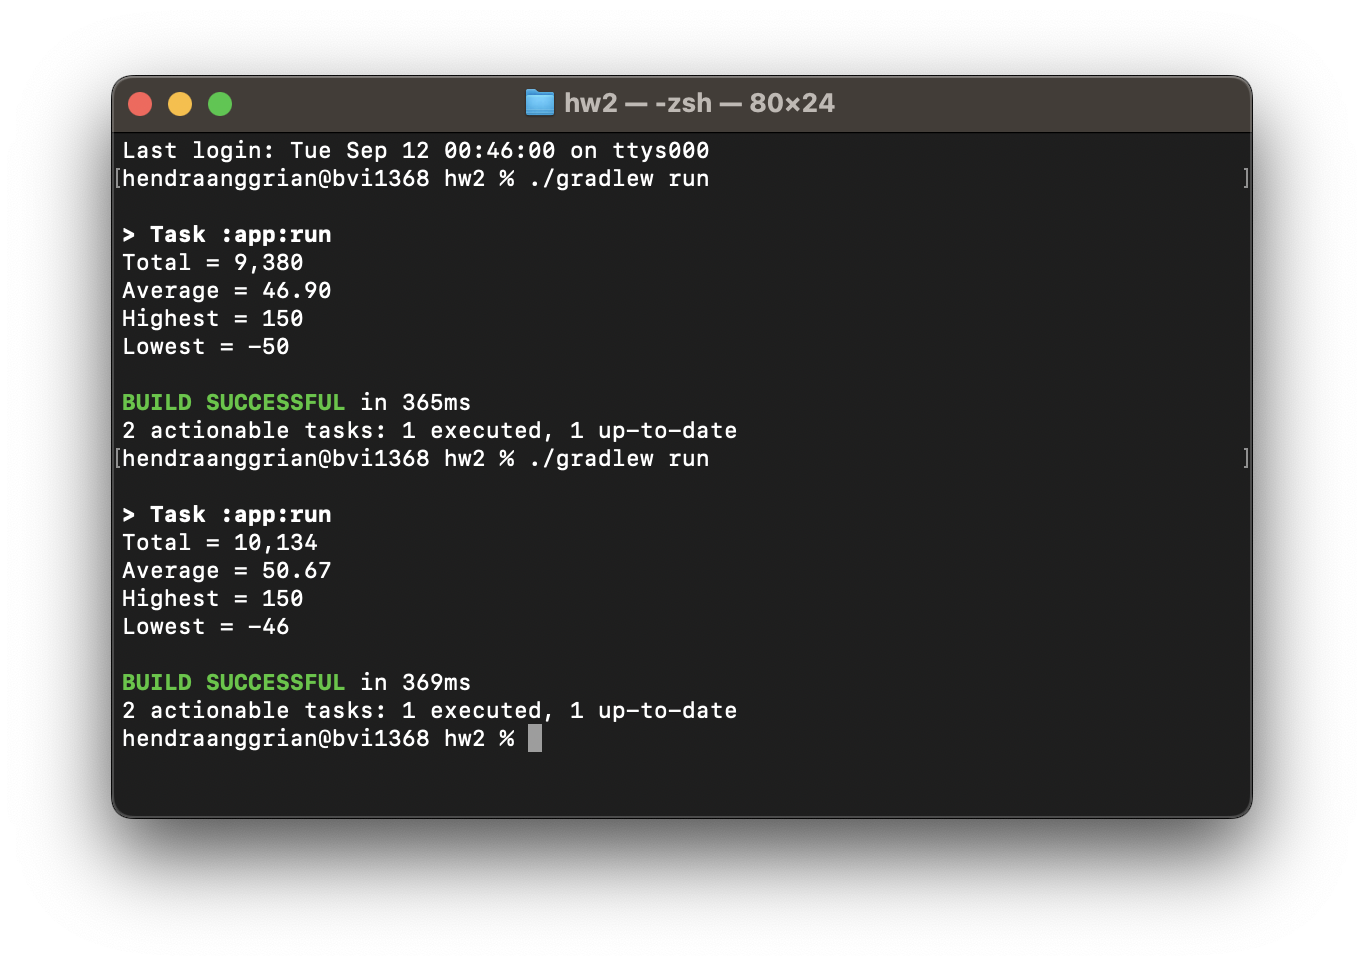 hw2 — -zsh — 80×24
Last login: Tue Sep 12 00:46:00 on ttys000
[hendraanggrian@bvi1368 hw2 % ./gradlew run ]
> Task :app:run
Total = 9,380
Average = 46.90
Highest = 150
Lowest = -50
BUILD SUCCESSFUL in 365ms
2 actionable tasks: 1 executed, 1 up-to-date
[hendraanggrian@bvi1368 hw2 % ./gradlew run ]
> Task :app:run
Total = 10,134
Average = 50.67
Highest = 150
Lowest = -46
BUILD SUCCESSFUL in 369ms
2 actionable tasks: 1 executed, 1 up-to-date
hendraanggrian@bvi1368 hw2 %